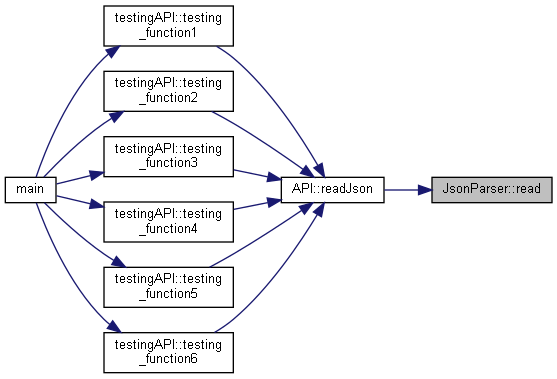 testingAPI::testing
_function1
testingAPI::testing
_function2
testingAPI::testing
_function3
main
API::readJson
JsonParser::read
testingAPI::testing
_function4
testingAPI::testing
_function5
testingAPI::testing
_function6